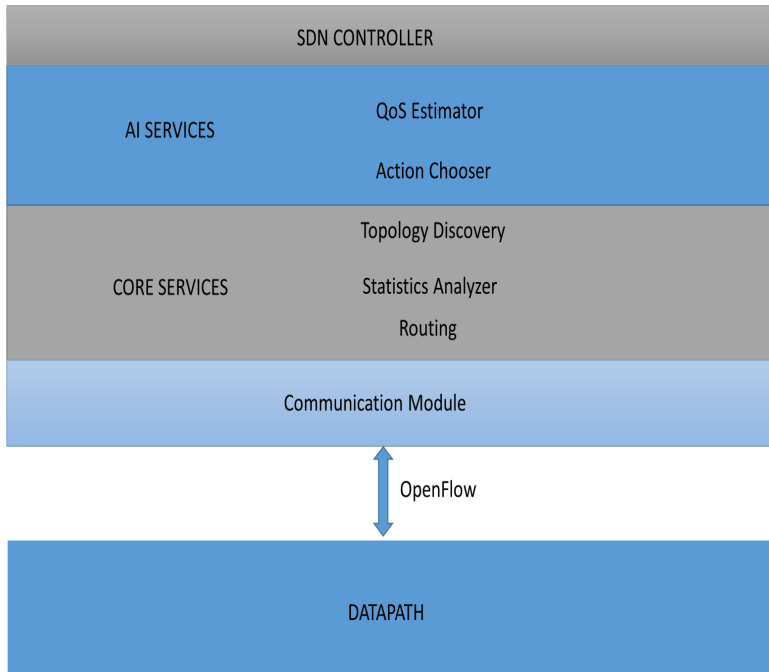 SDN CONTROLLER
AI SERVICES
QoS Estimator
Action Chooser
CORE SERVICES
Topology Discovery
Statistics Analyzer
Routing
Communication Module
OpenFlow
DATAPATH